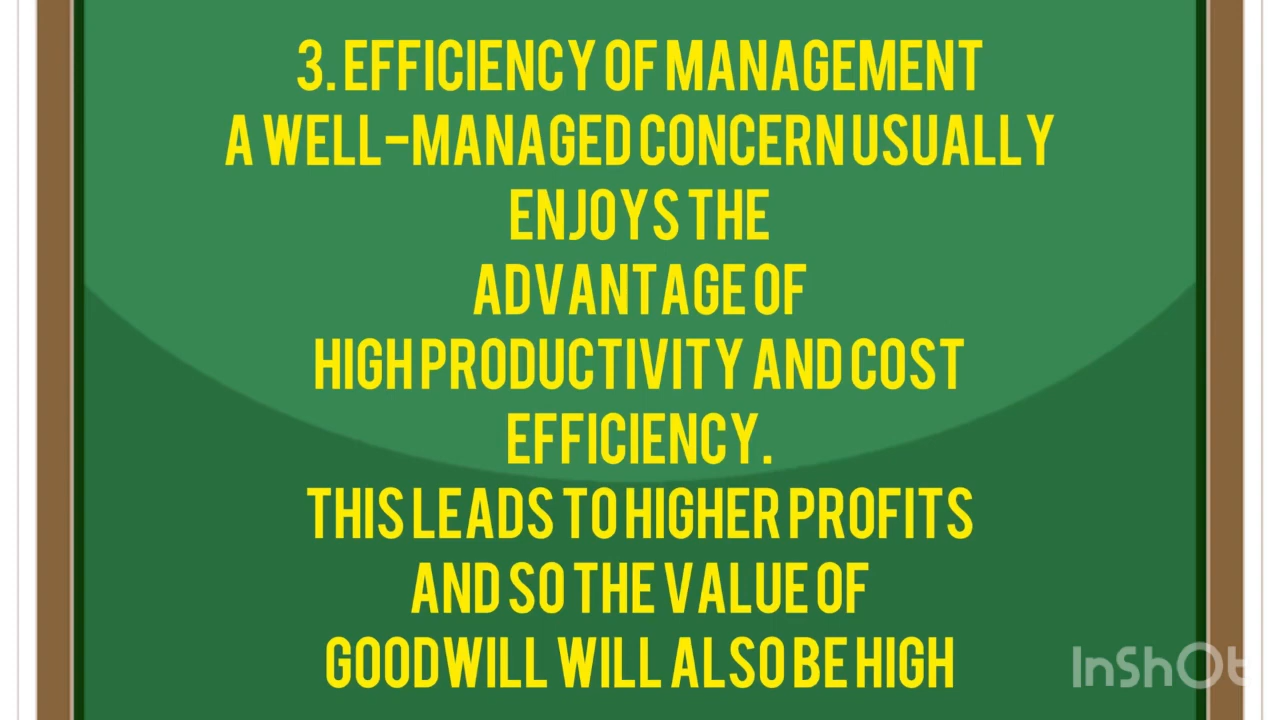 3. EFFICIENCY OF MANAGEMENT
A WELL-MANAGED CONCERN USUALLY
ENJOYS THE
ADVANTAGE OF
HIGH PRODUCTIVITY AND COST
EFFICIENCY.
THIS LEADS TO HIGHER PROFITS
AND SO THE VALUE OF
GOODWILL WILL ALSO BE HIGH
InShOt